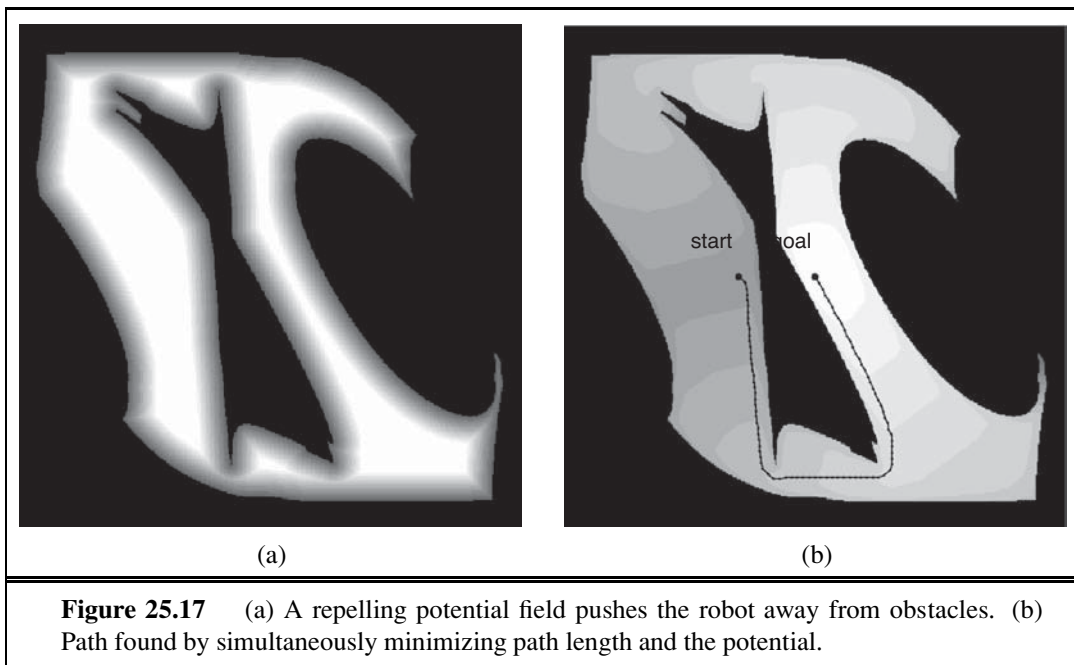 start goal
(a) (b)
Figure 25.17 (a) A repelling potential field pushes the robot away from obstacles. (b)
Path found by simultaneously minimizing path length and the potential.